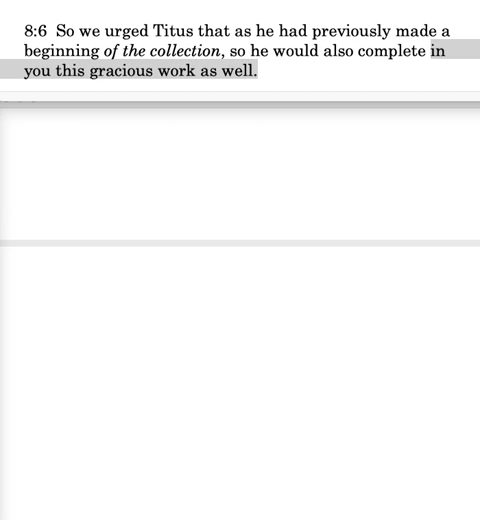 8:6 So we urged Titus that as he had previously made a
beginning of the collection, so he would also complete in
you this gracious work as well.